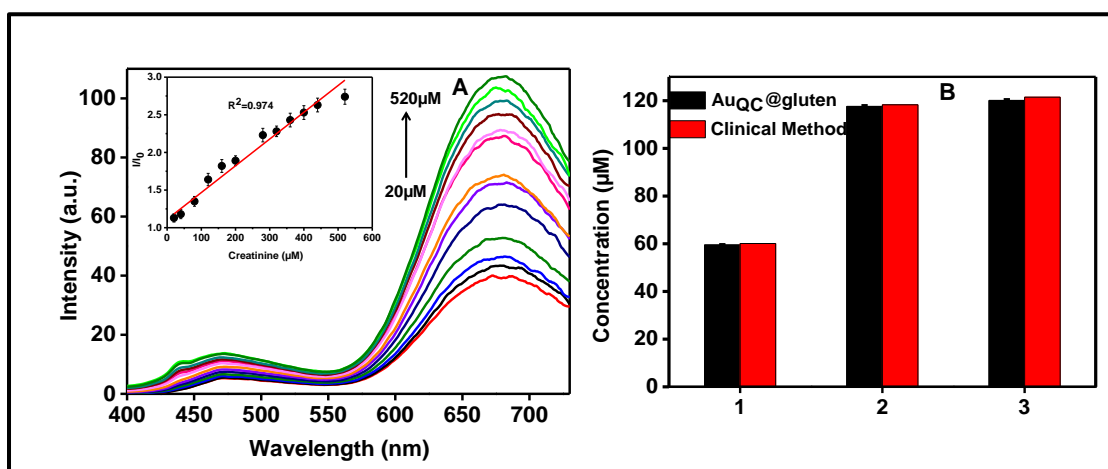 A
R²=0.974
I/I₀
3.0
2.5
2.0
1.5
1.0
0 100 200 300 400 500 600
Creatinine (µM)
520µM
20µM
Intensity (a.u.)
100
80
60
40
20
0
400 450 500 550 600 650 700
Wavelength (nm)
B
AuQC@gluten
Clinical Method
Concentration (µM)
120
100
80
60
40
20
0
1 2 3